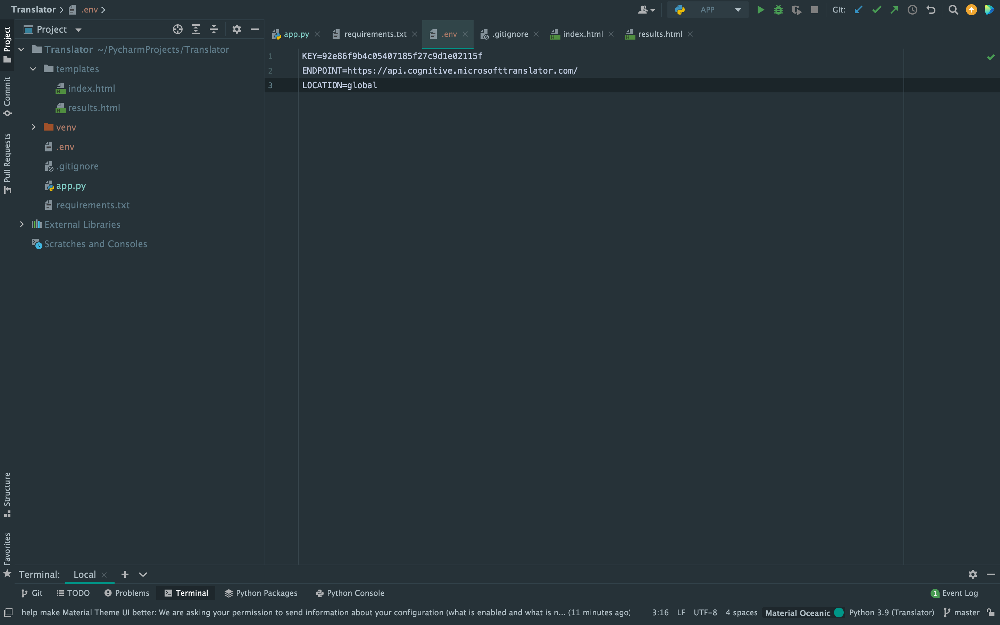 Translator > .env >
APP
Git:
Project
app.py
requirements.txt
.env
.gitignore
index.html
results.html
Project
Commit
Pull Requests
Structure
Favorites
Translator ~/PycharmProjects/Translator
templates
index.html
results.html
venv
.env
.gitignore
app.py
requirements.txt
External Libraries
Scratches and Consoles
1 KEY=92e86f9b4c05407185f27c9d1e02115f
2 ENDPOINT=https://api.cognitive.microsofttranslator.com/
3 LOCATION=global
Terminal: Local
Git TODO Problems Terminal Python Packages Python Console 1 Event Log
help make Material Theme UI better: We are asking your permission to send information about your configuration (what is enabled and what is n... (11 minutes ago) 3:16 LF UTF-8 4 spaces Material Oceanic Python 3.9 (Translator) master